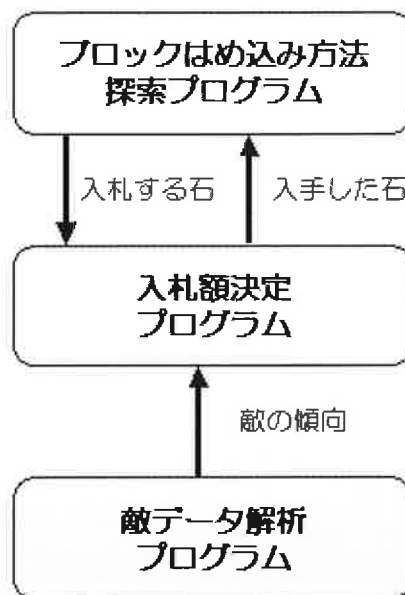 ブロックはめ込み方法
探索プログラム
入札する石
入手した石
入札額決定
プログラム
敵の傾向
敵データ解析
プログラム